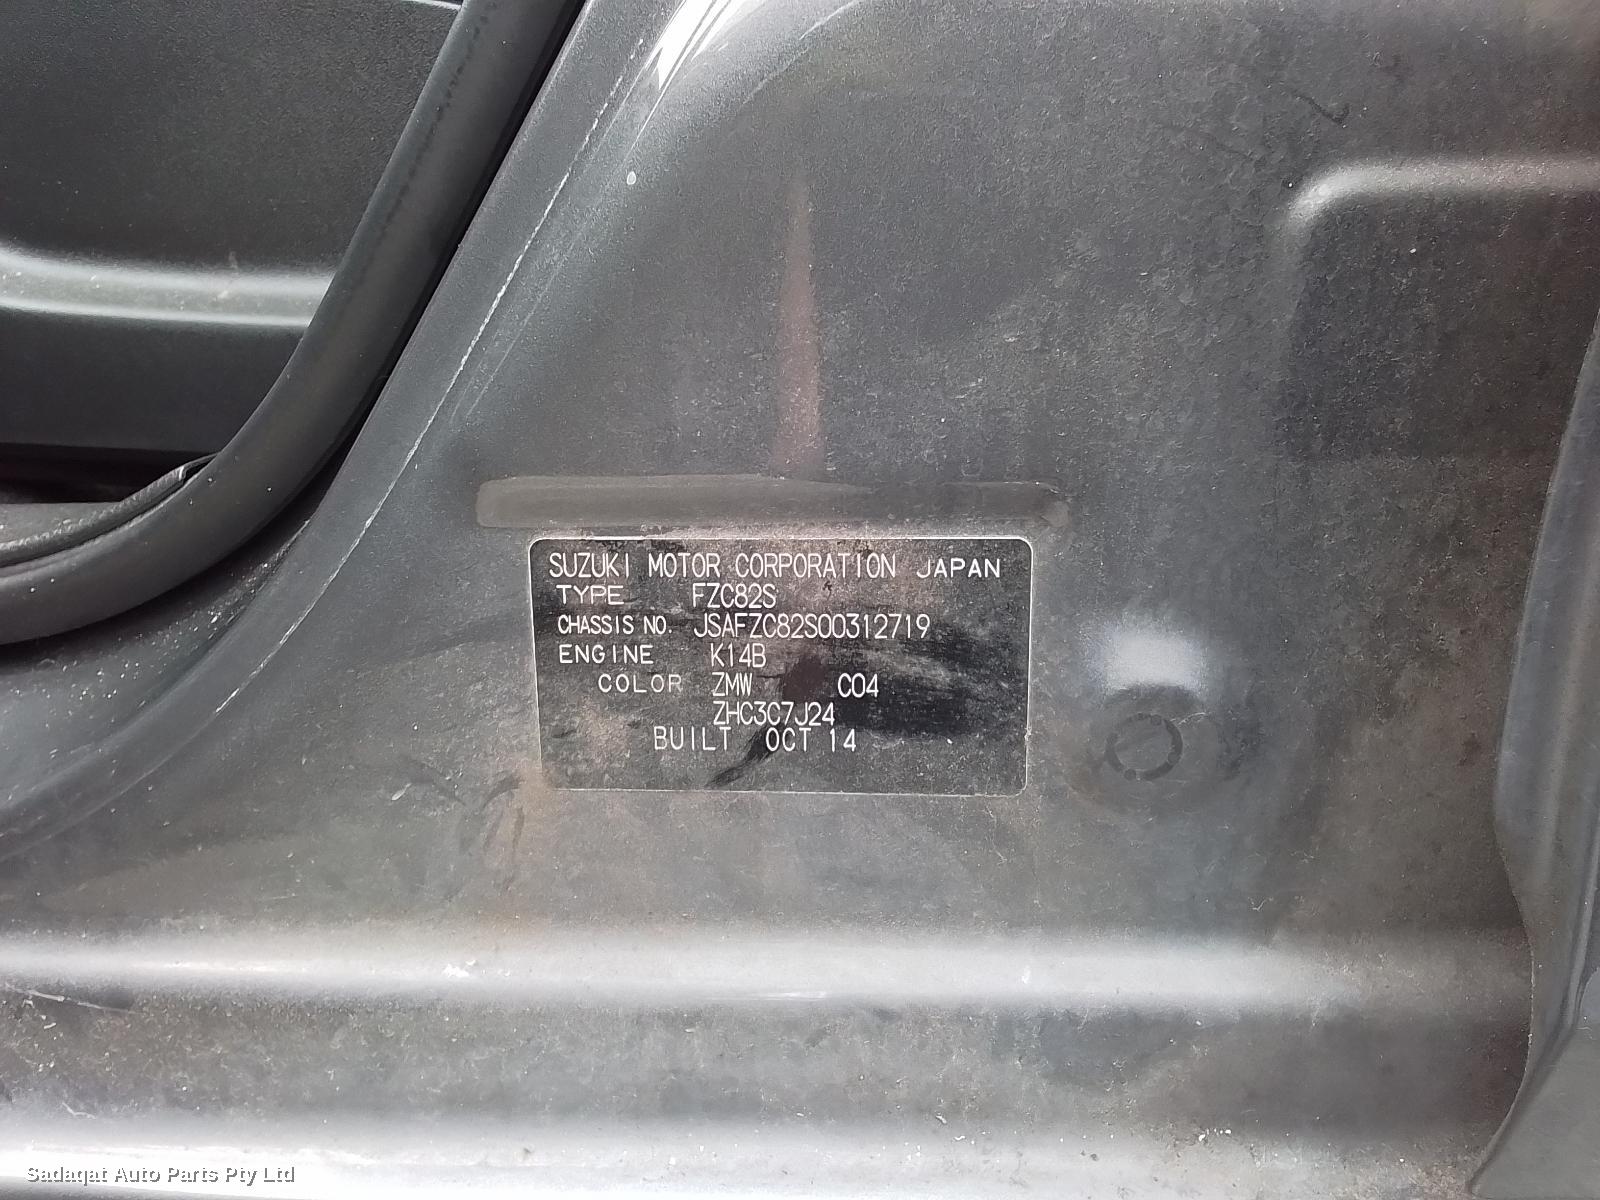 SUZUKI MOTOR CORPORATION JAPAN
TYPE FZC82S
CHASSIS NO. JSAFZC82S00312719
ENGINE K14B
COLOR ZMW C04
ZHC3C7J24
BUILT OCT 14
Sadaqat Auto Parts Pty Ltd